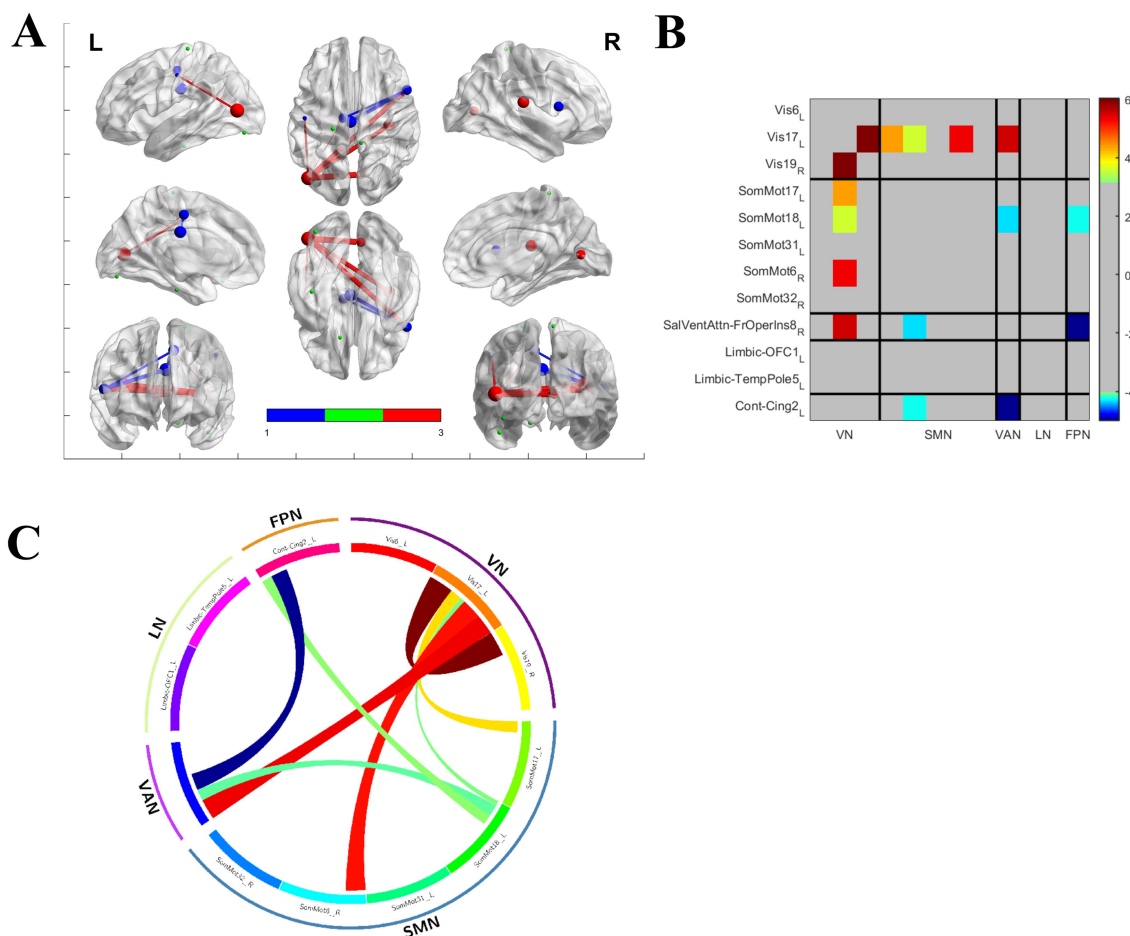 A
L
R
1
3
B
Vis6L
Vis17L
Vis19R
SomMot17L
SomMot18L
SomMot31L
SomMot6R
SomMot32R
SalVentAttn-FrOperIns8R
Limbic-OFC1L
Limbic-TempPole5L
Cont-Cing2L
VN
SMN
VAN
LN
FPN
6
4
2
0
-2
-4
C
FPN
VN
LN
VAN
SMN
Cont-Cing2_L
Vis6_L
Vis17_L
Vis19_R
SomMot17_L
SomMot18_L
SomMot31_L
SomMot6_R
SomMot32_R
Limbic-OFC1_L
Limbic-TempPole5_L